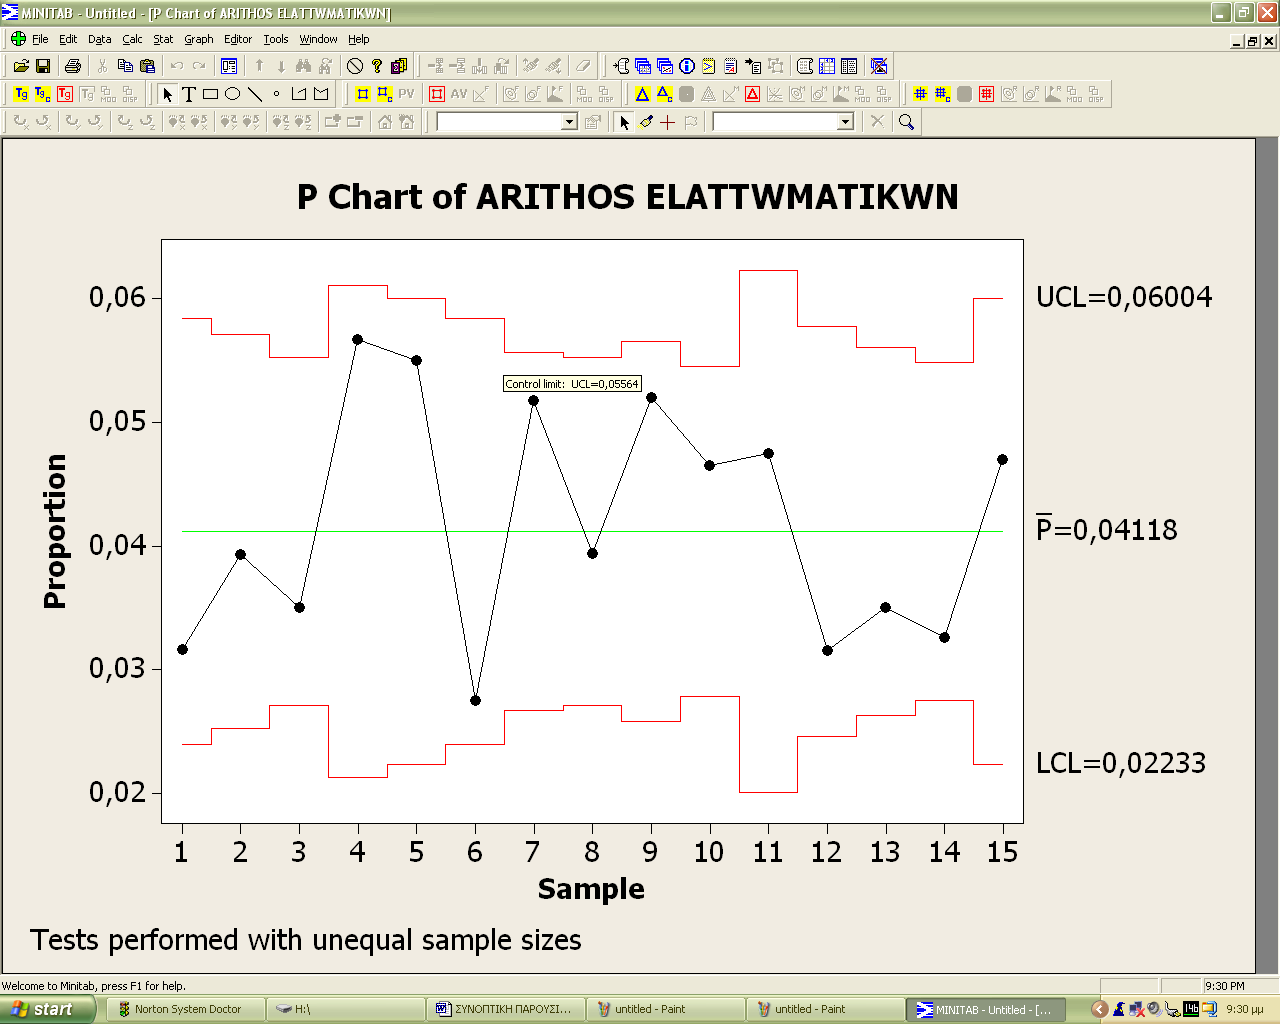 MINITAB - Untitled - [P Chart of ARITHOS ELATTWMATIKWN]
File Edit Data Calc Stat Graph Editor Tools Window Help
P Chart of ARITHOS ELATTWMATIKWN
0,06
0,05
0,04
0,03
0,02
Proportion
UCL=0,06004
Control limit: UCL=0,05564
P̅=0,04118
LCL=0,02233
1 2 3 4 5 6 7 8 9 10 11 12 13 14 15
Sample
Tests performed with unequal sample sizes
Welcome to Minitab, press F1 for help.
9:30 PM
start
Norton System Doctor
H:\
ΣΥΝΟΠΤΙΚΗ ΠΑΡΟΥΣΙ...
untitled - Paint
untitled - Paint
MINITAB - Untitled - [...
9:30 μμ